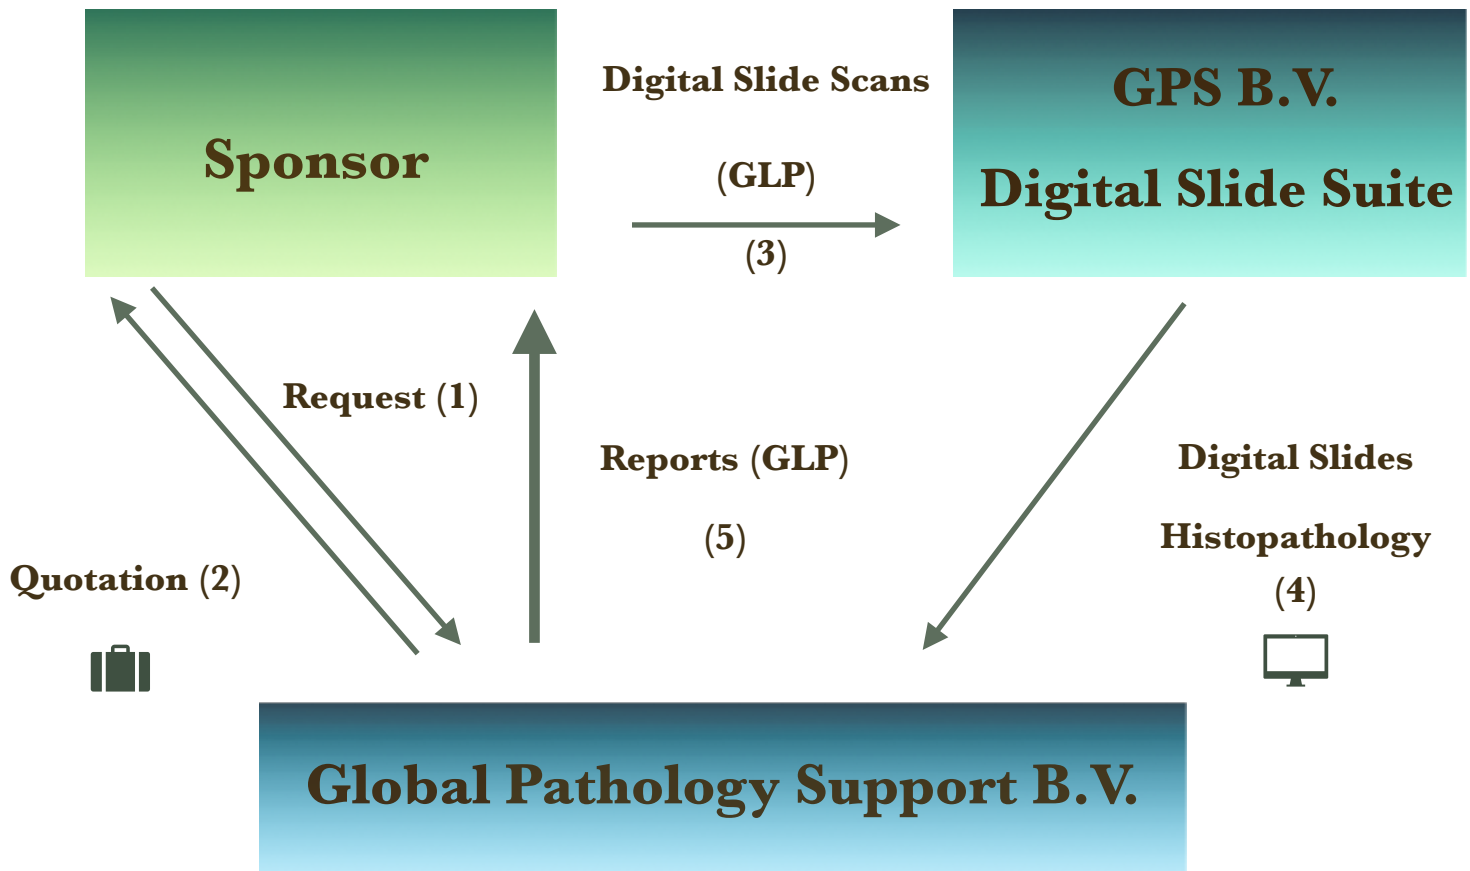 Sponsor
Digital Slide Scans
(GLP)
(3)
GPS B.V.
Digital Slide Suite
Request (1)
Quotation (2)
Reports (GLP)
(5)
Digital Slides
Histopathology
(4)
Global Pathology Support B.V.